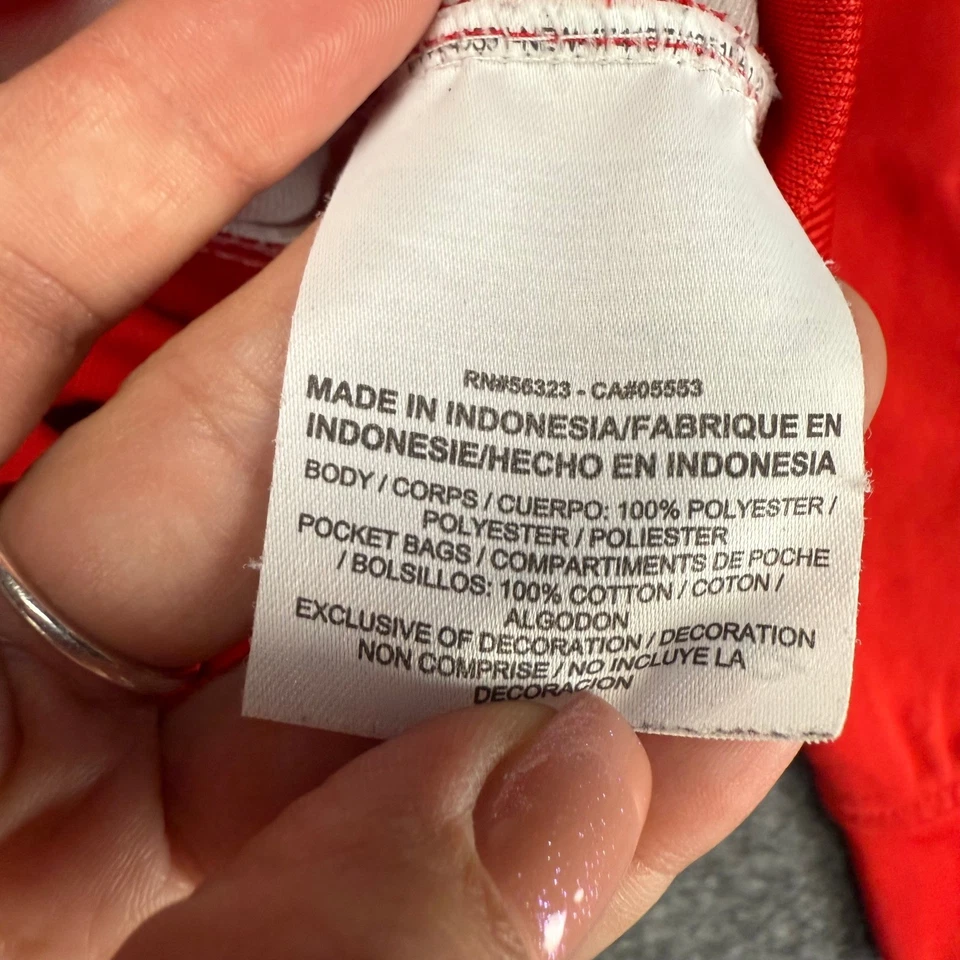 RN#56323 - CA#05553
MADE IN INDONESIA/FABRIQUE EN
INDONESIE/HECHO EN INDONESIA
BODY / CORPS / CUERPO: 100% POLYESTER /
POLYESTER / POLIESTER
POCKET BAGS / COMPARTIMENTS DE POCHE
/ BOLSILLOS: 100% COTTON / COTON /
ALGODON
EXCLUSIVE OF DECORATION / DECORATION
NON COMPRISE / NO INCLUYE LA
DECORACION